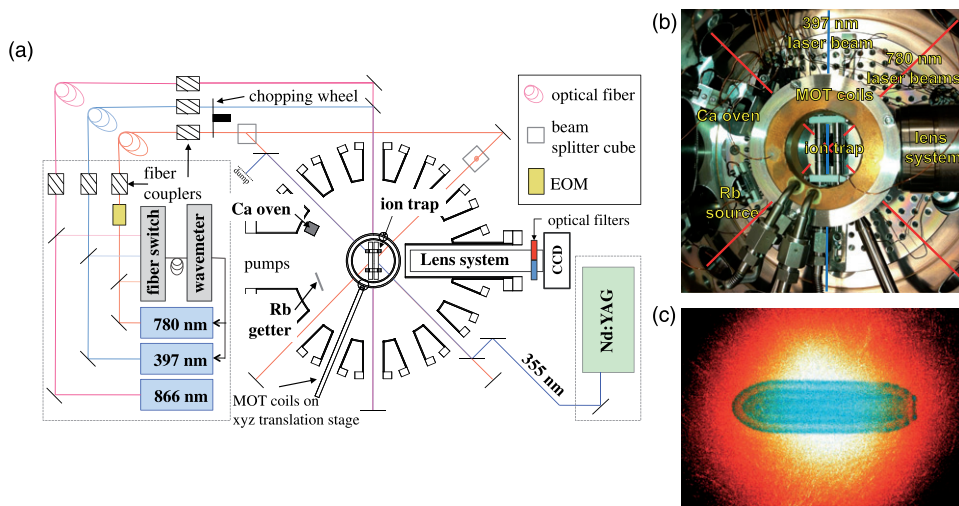 (a)
chopping wheel
optical fiber
beam
splitter cube
EOM
fiber
couplers
dump
Ca oven
ion trap
optical filters
fiber switch
wavemeter
pumps
Lens system
CCD
Rb
getter
780 nm
397 nm
866 nm
355 nm
Nd:YAG
MOT coils on
xyz translation stage
(b)
397 nm
laser beam
780 nm
laser beams
MOT coils
Ca oven
ion trap
lens
system
Rb
source
(c)